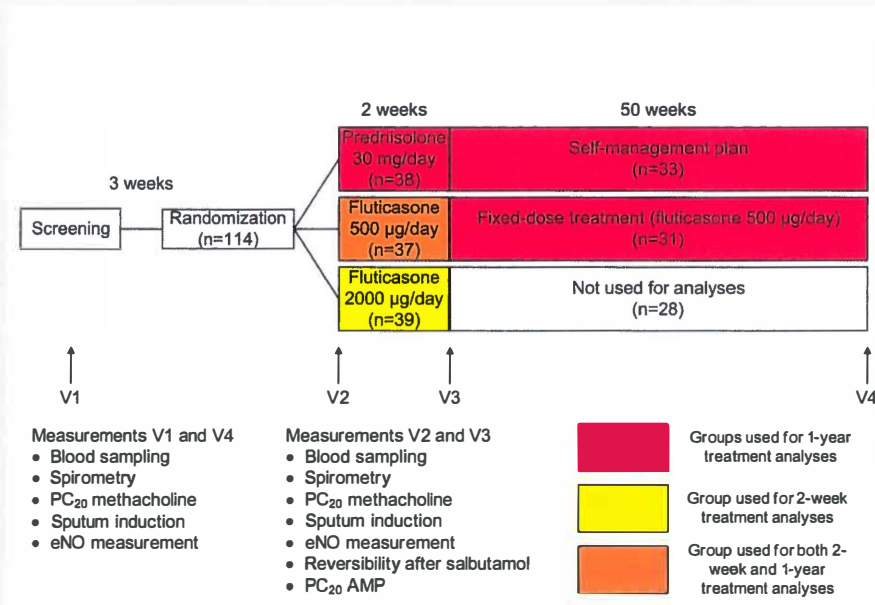 2 weeks
50 weeks
3 weeks
Screening
Randomization
(n=114)
Prednisolone
30 mg/day
(n=38)
Self-management plan
(n=33)
Fluticasone
500 µg/day
(n=37)
Fixed-dose treatment (fluticasone 500 µg/day)
(n=31)
Fluticasone
2000 µg/day
(n=39)
Not used for analyses
(n=28)
V1
V2
V3
V4
Measurements V1 and V4
• Blood sampling
• Spirometry
• PC20 methacholine
• Sputum induction
• eNO measurement
Measurements V2 and V3
• Blood sampling
• Spirometry
• PC20 methacholine
• Sputum induction
• eNO measurement
• Reversibility after salbutamol
• PC20 AMP
Groups used for 1-year
treatment analyses
Group used for 2-week
treatment analyses
Group used for both 2-
week and 1-year
treatment analyses